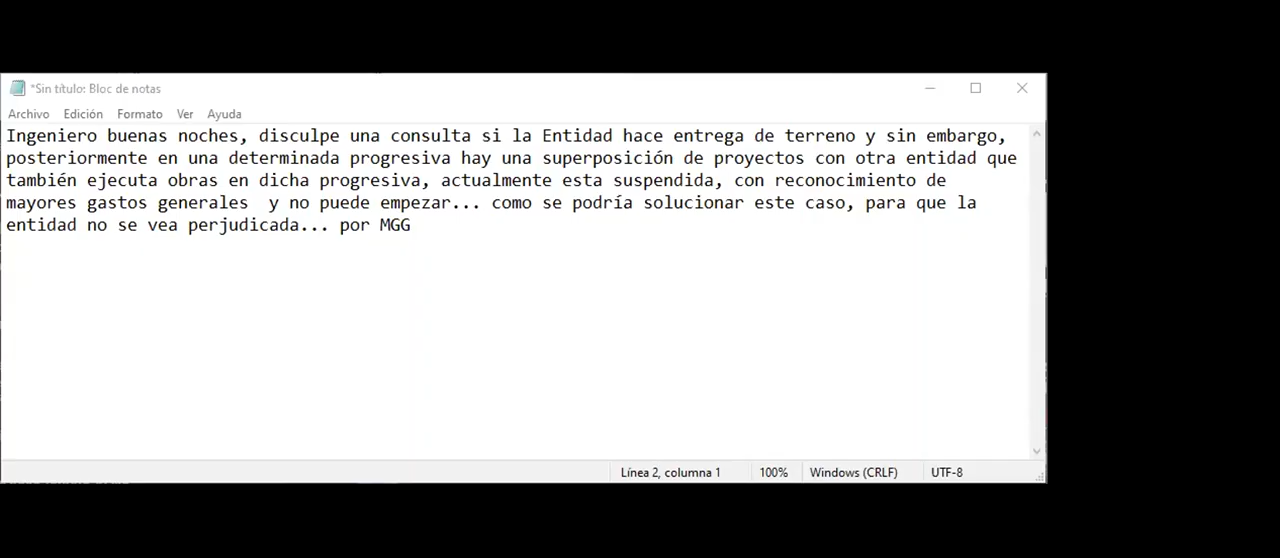 *Sin título: Bloc de notas
Archivo Edición Formato Ver Ayuda
Ingeniero buenas noches, disculpe una consulta si la Entidad hace entrega de terreno y sin embargo,
posteriormente en una determinada progresiva hay una superposición de proyectos con otra entidad que
también ejecuta obras en dicha progresiva, actualmente esta suspendida, con reconocimiento de
mayores gastos generales  y no puede empezar... como se podría solucionar este caso, para que la
entidad no se vea perjudicada... por MGG
Línea 2, columna 1 100% Windows (CRLF) UTF-8